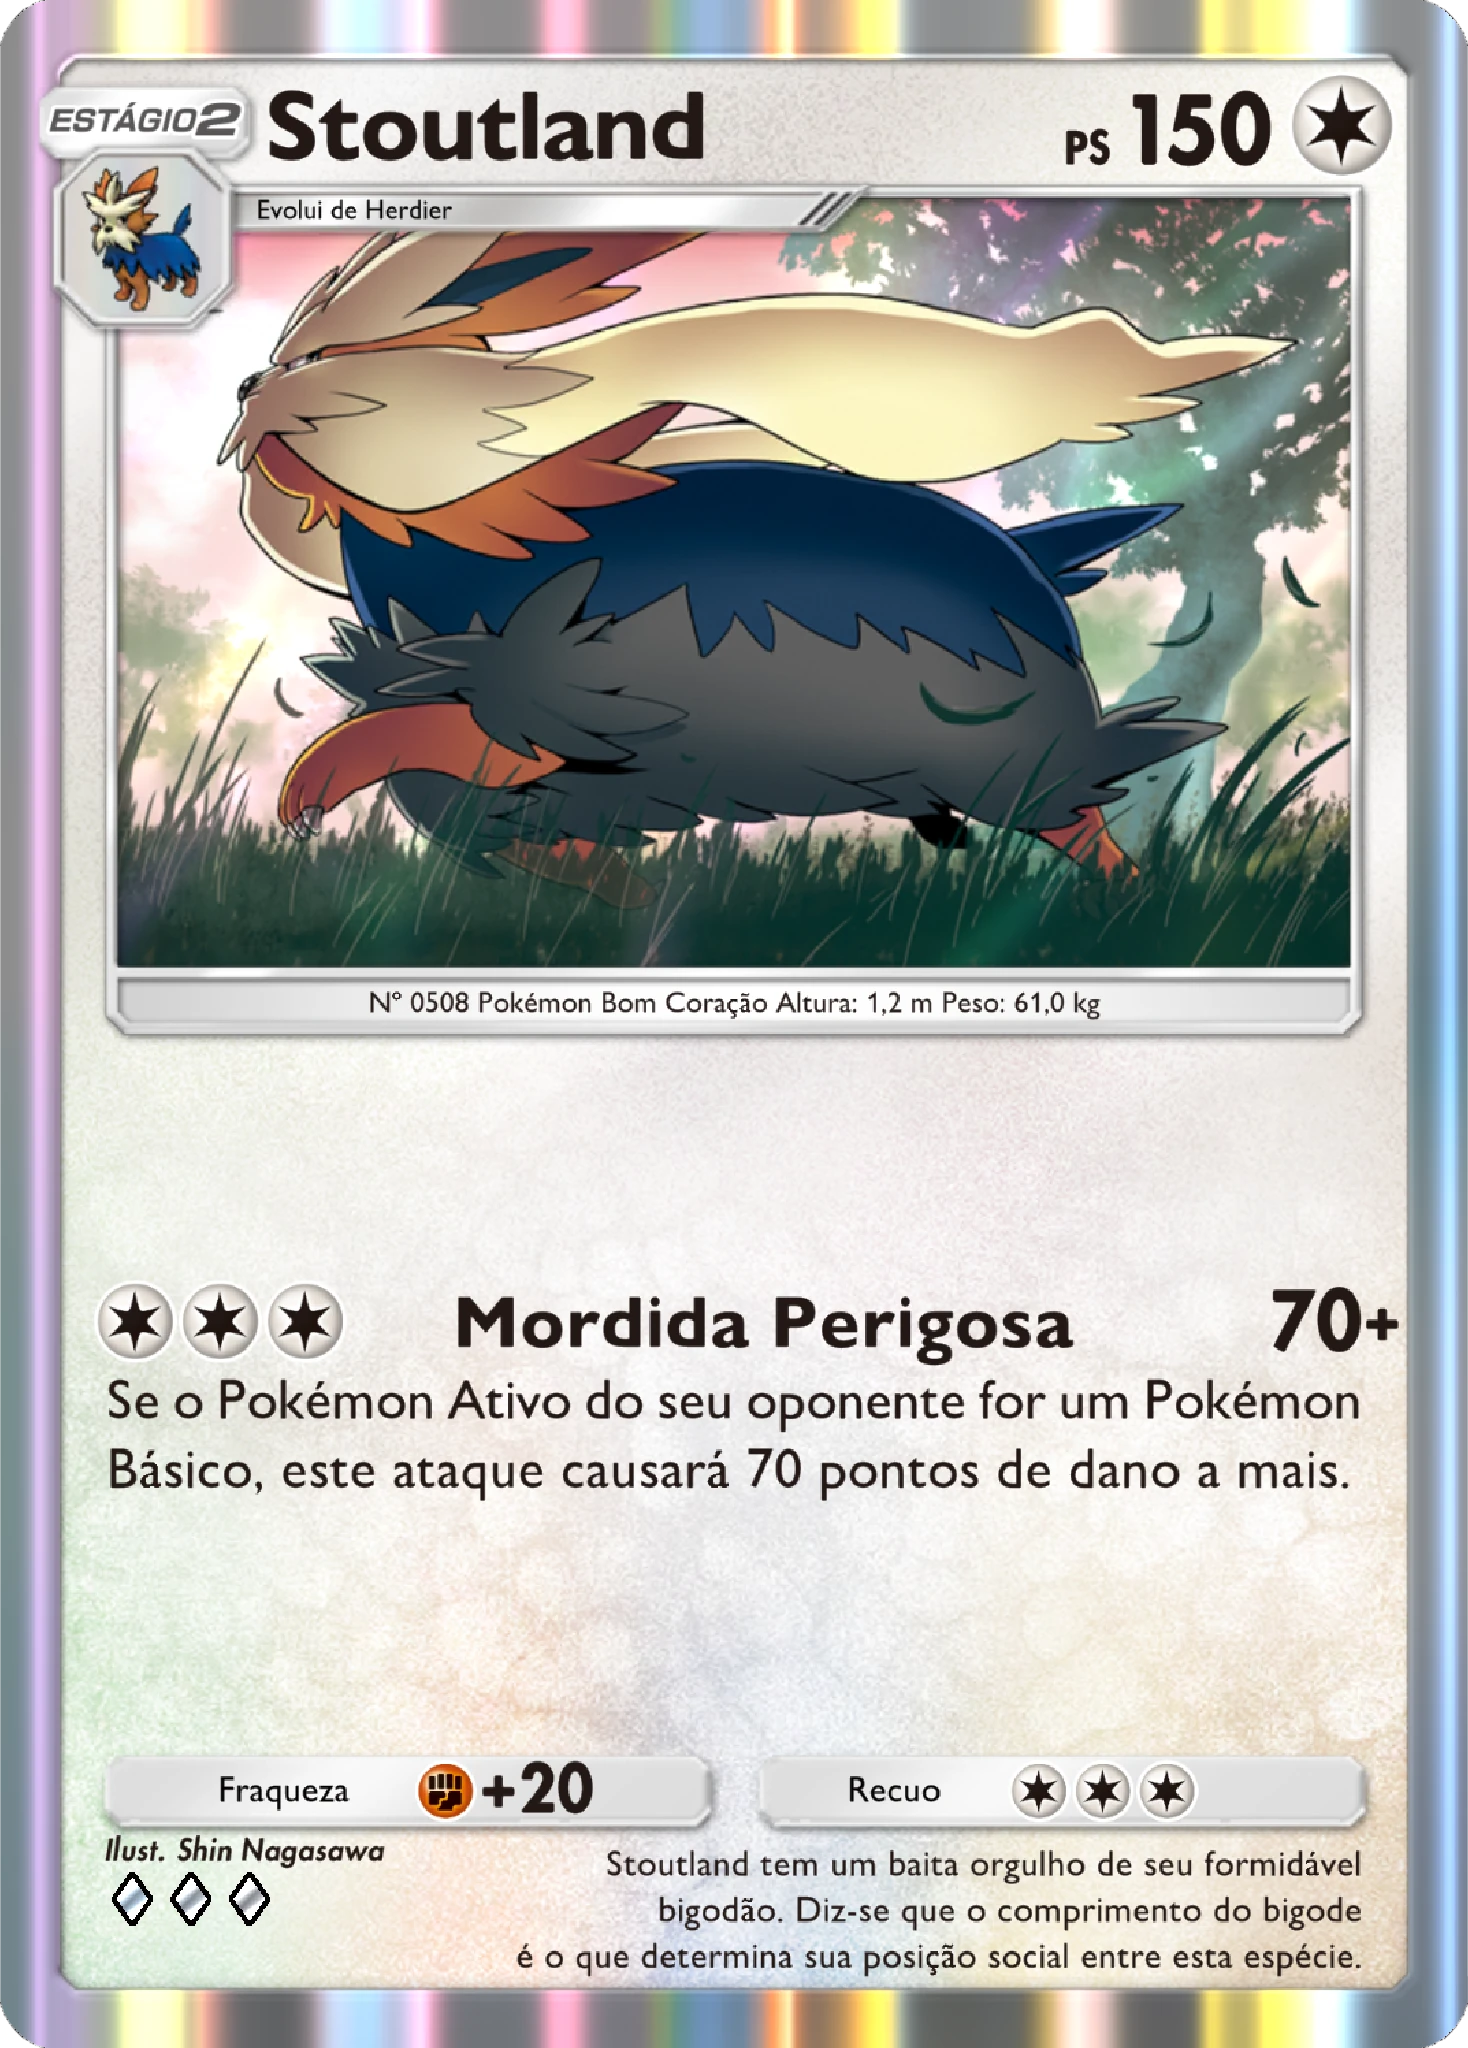 ESTÁGIO2
Stoutland
PS 150
Evolui de Herdier
Nº 0508 Pokémon Bom Coração Altura: 1,2 m Peso: 61,0 kg
Mordida Perigosa 70+
Se o Pokémon Ativo do seu oponente for um Pokémon
Básico, este ataque causará 70 pontos de dano a mais.
Fraqueza +20
Recuo
Ilust. Shin Nagasawa
Stoutland tem um baita orgulho de seu formidável
bigodão. Diz-se que o comprimento do bigode
é o que determina sua posição social entre esta espécie.